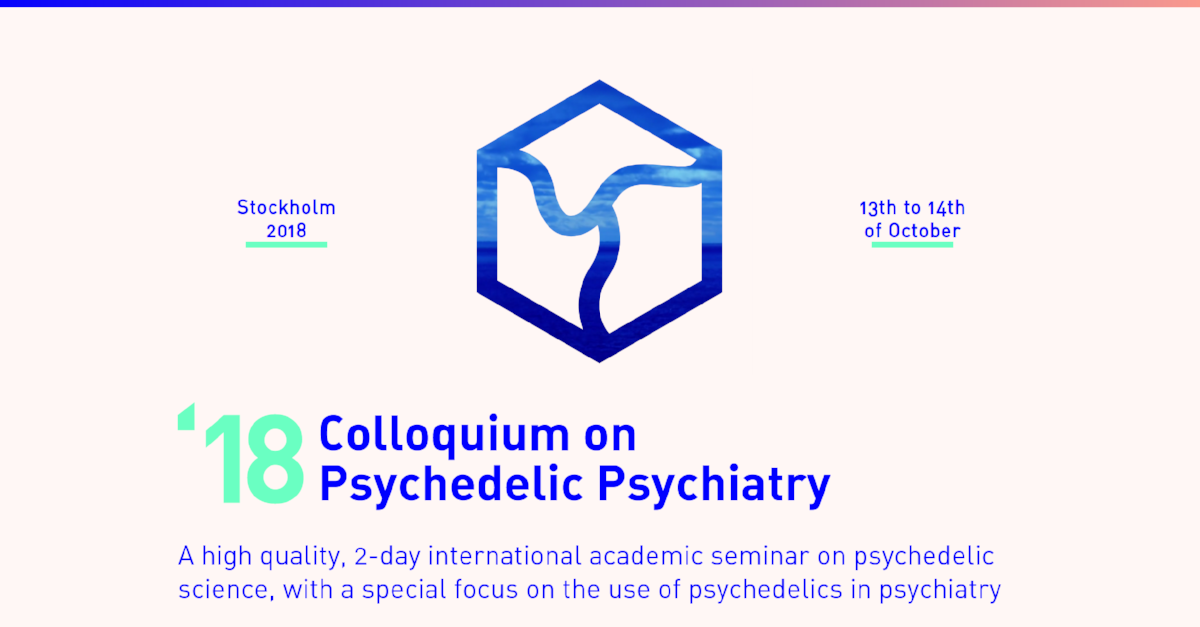 Stockholm
2018
13th to 14th
of October
‘18
Colloquium on
Psychedelic Psychiatry
A high quality, 2-day international academic seminar on psychedelic
science, with a special focus on the use of psychedelics in psychiatry